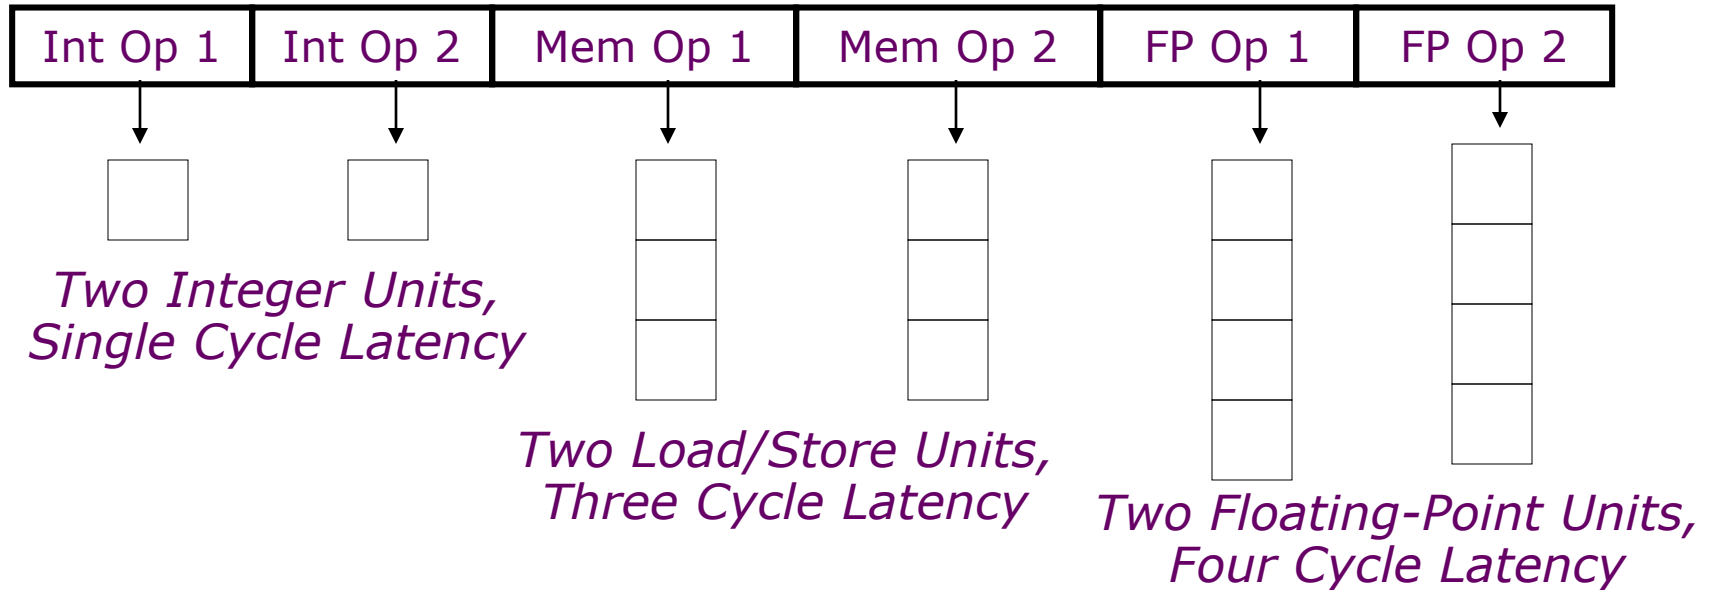 Int Op 1 Int Op 2 Mem Op 1 Mem Op 2 FP Op 1 FP Op 2
Two Integer Units,
Single Cycle Latency
Two Load/Store Units,
Three Cycle Latency
Two Floating-Point Units,
Four Cycle Latency